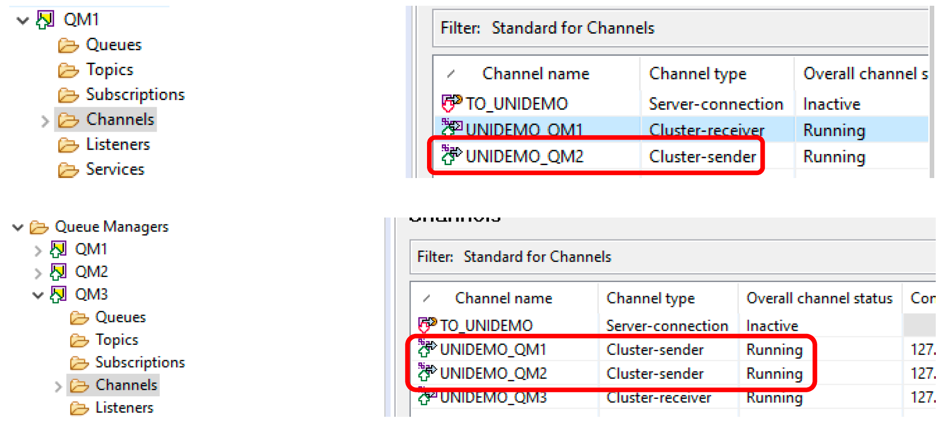 QM1
Queues
Topics
Subscriptions
Channels
Listeners
Services
Filter: Standard for Channels
Channel name Channel type Overall channel s
TO_UNIDEMO Server-connection Inactive
UNIDEMO_QM1 Cluster-receiver Running
UNIDEMO_QM2 Cluster-sender Running
Queue Managers
QM1
QM2
QM3
Queues
Topics
Subscriptions
Channels
Listeners
Channels
Filter: Standard for Channels
Channel name Channel type Overall channel status Con
TO_UNIDEMO Server-connection Inactive
UNIDEMO_QM1 Cluster-sender Running 127.
UNIDEMO_QM2 Cluster-sender Running 127.
UNIDEMO_QM3 Cluster-receiver Running 127.